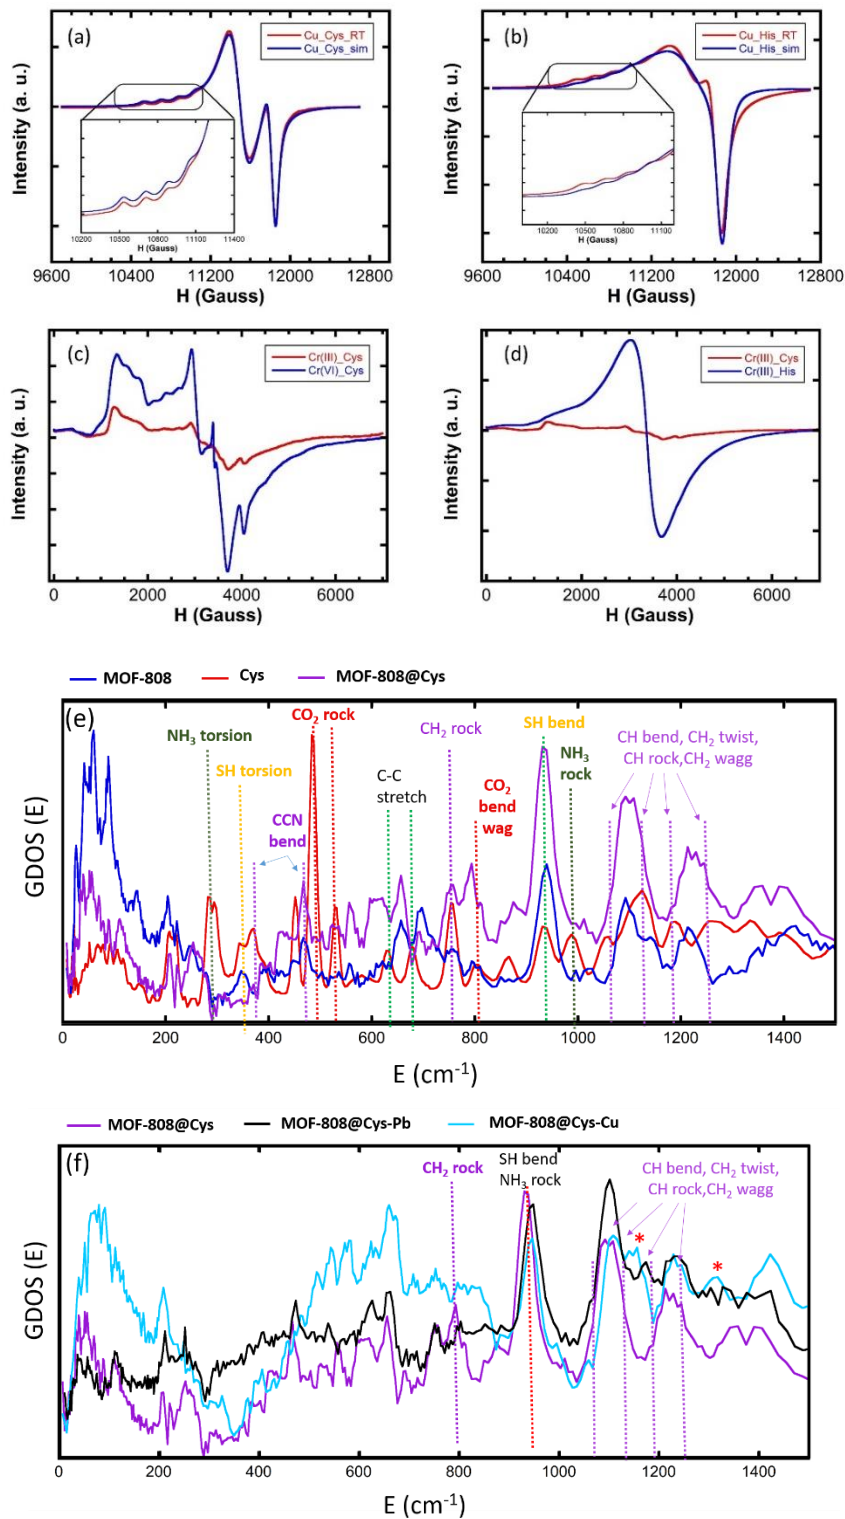 (a)
Cu_Cys_RT
Cu_Cys_sim
Intensity (a. u.)
10200 10500 10800 11100 11400
H (Gauss)
9600 10400 11200 12000 12800
H (Gauss)
(b)
Cu_His_RT
Cu_His_sim
Intensity (a. u.)
10200 10500 10800 11100
H (Gauss)
9600 10400 11200 12000 12800
H (Gauss)
(c)
Cr(III)_Cys
Cr(VI)_Cys
Intensity (a. u.)
0 2000 4000 6000
H (Gauss)
(d)
Cr(III)_Cys
Cr(III)_His
Intensity (a. u.)
0 2000 4000 6000
H (Gauss)
MOF-808 Cys MOF-808@Cys
(e)
NH3 torsion
SH torsion
CCN
bend
CO2 rock
C-C
stretch
CH2 rock
CO2
bend
wag
SH bend
NH3
rock
CH bend, CH2 twist,
CH rock,CH2 wagg
GDOS (E)
0 200 400 600 800 1000 1200 1400
E (cm-1)
MOF-808@Cys MOF-808@Cys-Pb MOF-808@Cys-Cu
(f)
CH2 rock
SH bend
NH3 rock
CH bend, CH2 twist,
CH rock,CH2 wagg
*
*
GDOS (E)
0 200 400 600 800 1000 1200 1400
E (cm-1)